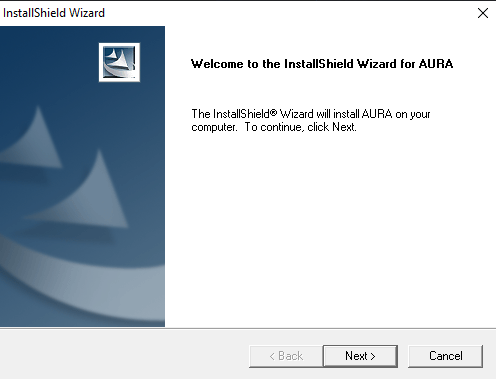 InstallShield Wizard
Welcome to the InstallShield Wizard for AURA
The InstallShield® Wizard will install AURA on your
computer. To continue, click Next.
< Back
Next >
Cancel